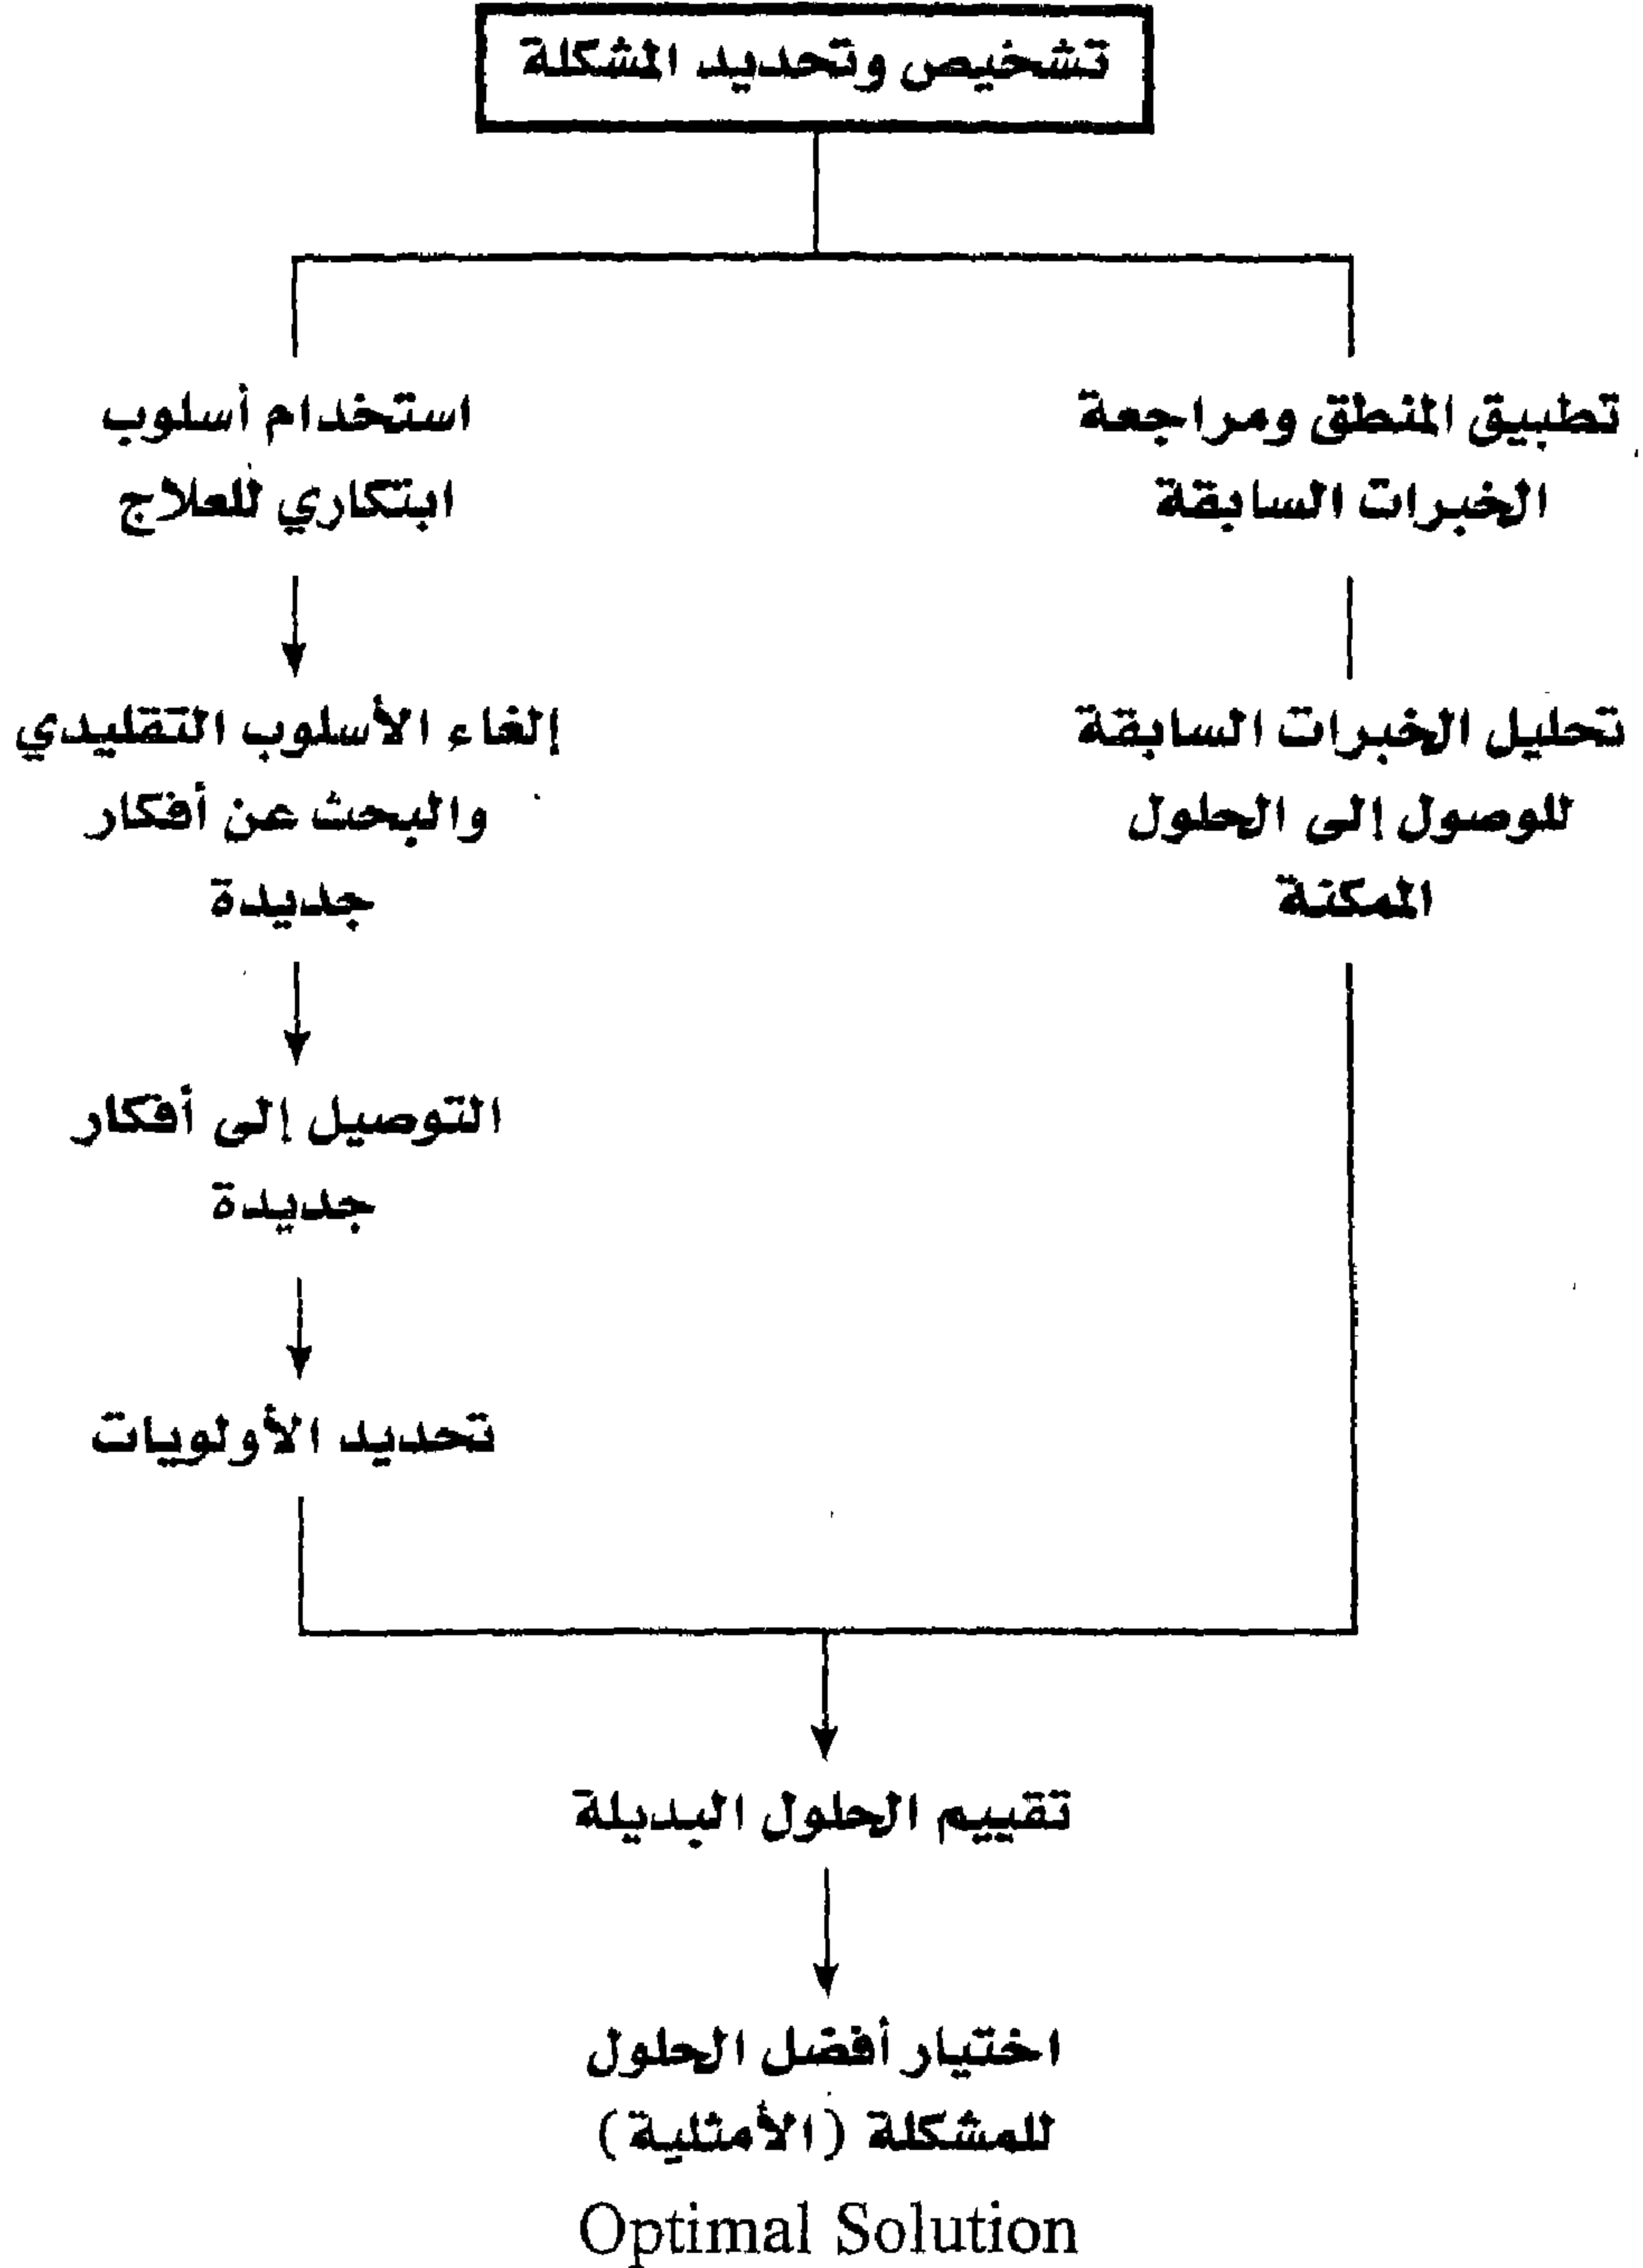 تشخيص وتحديد المشكلة
تطبيق المنطق ومراجعة
الخبرات السابقة
تحليل الخبرات السابقة
للوصول إلى الحلول
الممكنة
استخدام أسلوب
ابتكاري للعلاج
إلغاء الأسلوب التقليدي
والبحث عن أفكار
جديدة
التوصيل إلى أفكار
جديدة
تحديد الأولويات
تقييم الحلول البديلة
اختيار أفضل الحلول
للمشكلة (الأمثلية)
Optimal Solution